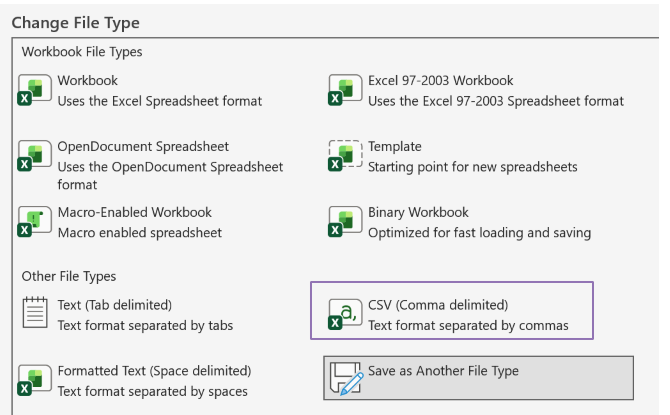 Change File Type
Workbook File Types
Workbook
Uses the Excel Spreadsheet format
Excel 97-2003 Workbook
Uses the Excel 97-2003 Spreadsheet format
OpenDocument Spreadsheet
Uses the OpenDocument Spreadsheet
format
Template
Starting point for new spreadsheets
Macro-Enabled Workbook
Macro enabled spreadsheet
Binary Workbook
Optimized for fast loading and saving
Other File Types
Text (Tab delimited)
Text format separated by tabs
CSV (Comma delimited)
Text format separated by commas
Formatted Text (Space delimited)
Text format separated by spaces
Save as Another File Type